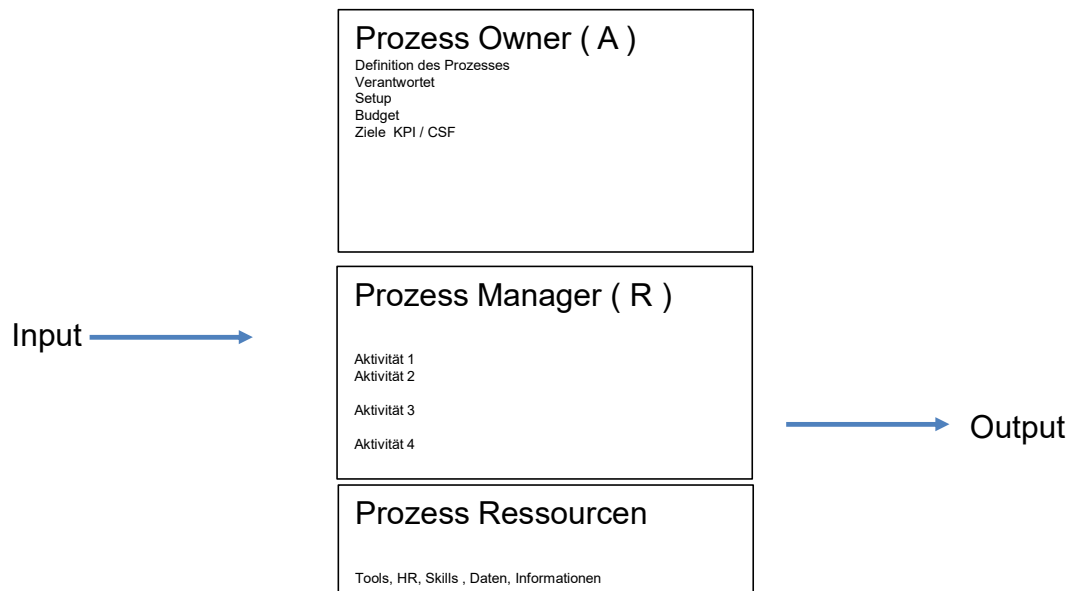 Prozess Owner ( A )
Definition des Prozesses
Verantwortet
Setup
Budget
Ziele  KPI / CSF
Prozess Manager ( R )
Input
Aktivität 1
Aktivität 2
Aktivität 3
Output
Aktivität 4
Prozess Ressourcen
Tools, HR, Skills , Daten, Informationen